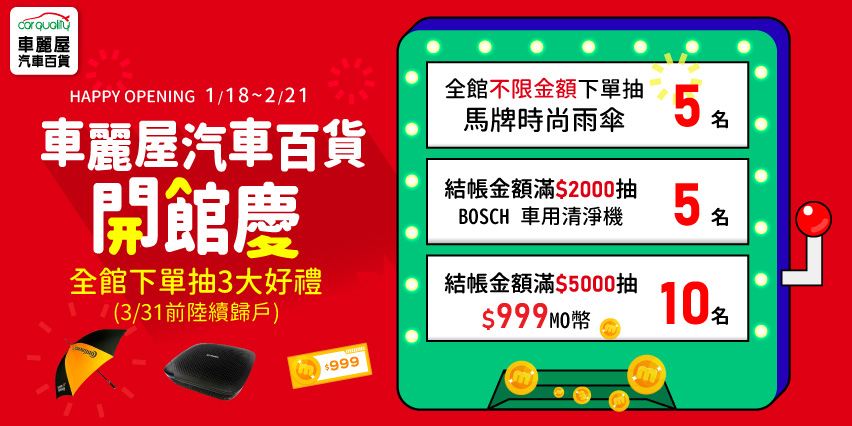 car quality
車麗屋
汽車百貨
HAPPY OPENING 1/18~2/21
車麗屋汽車百貨
開館慶
全館下單抽3大好禮
(3/31前陸續歸戶)
$999
全館不限金額下單抽
馬牌時尚雨傘
5名
結帳金額滿$2000抽
BOSCH 車用清淨機
5名
結帳金額滿$5000抽
$999MO幣
10名